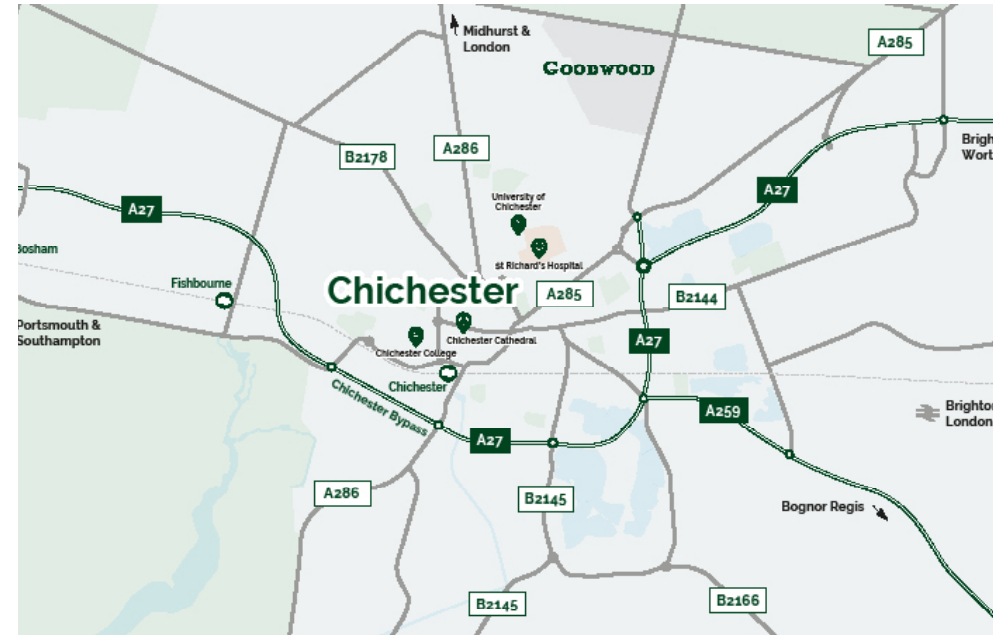 Midhurst &
London
A285
GOODWOOD
B2178
A286
Brigh
Wort
A27
A27
University of
Chichester
Bosham
st Richard's Hospital
Fishbourne
Chichester
A285
B2144
Portsmouth &
Southampton
A27
Chichester College
Chichester Cathedral
Chichester
Chichester Bypass
A259
Brighton
London
A27
A286
B2145
Bognor Regis
B2145
B2166